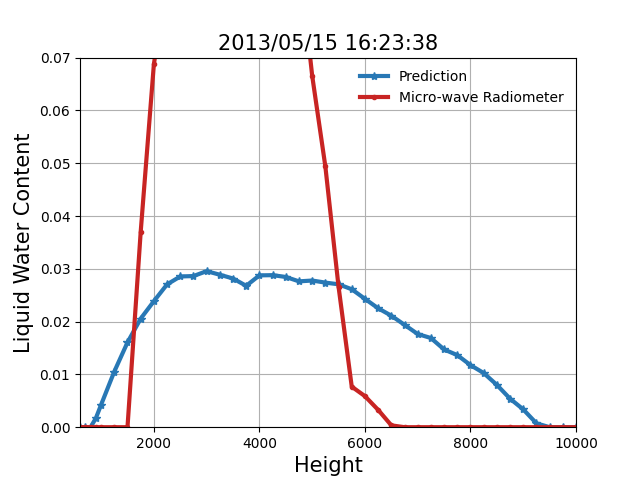 2013/05/15 16:23:38
0.07
0.06
0.05
0.04
0.03
0.02
0.01
0.00
Liquid Water Content
Prediction
Micro-wave Radiometer
2000 4000 6000 8000 10000
Height